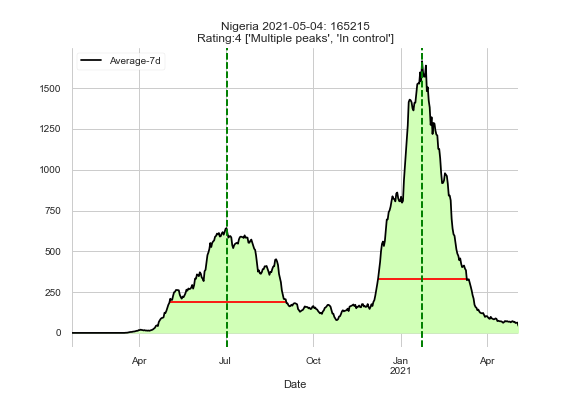 Nigeria 2021-05-04: 165215
Rating:4 ['Multiple peaks', 'In control']
Average-7d
1500
1250
1000
750
500
250
0
Apr
Jul
Oct
Jan
2021
Apr
Date